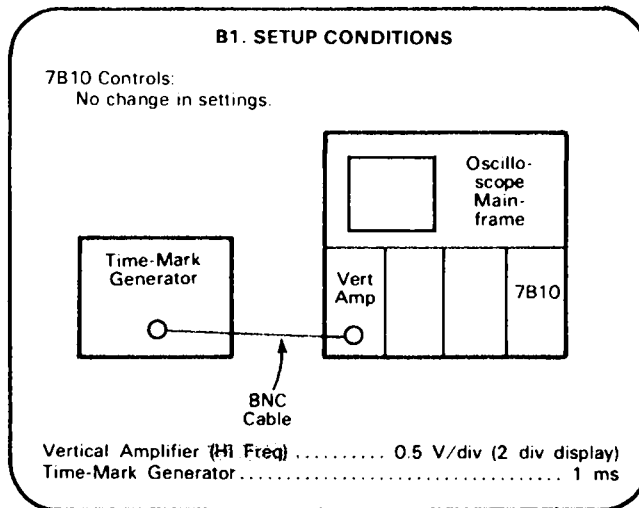 B1. SETUP CONDITIONS
7B10 Controls:
No change in settings.
Oscillo-
scope
Main-
frame
Time-Mark
Generator
Vert
Amp
7B10
BNC
Cable
Vertical Amplifier (Hi Freq) .......... 0.5 V/div (2 div display)
Time-Mark Generator .................................... 1 ms